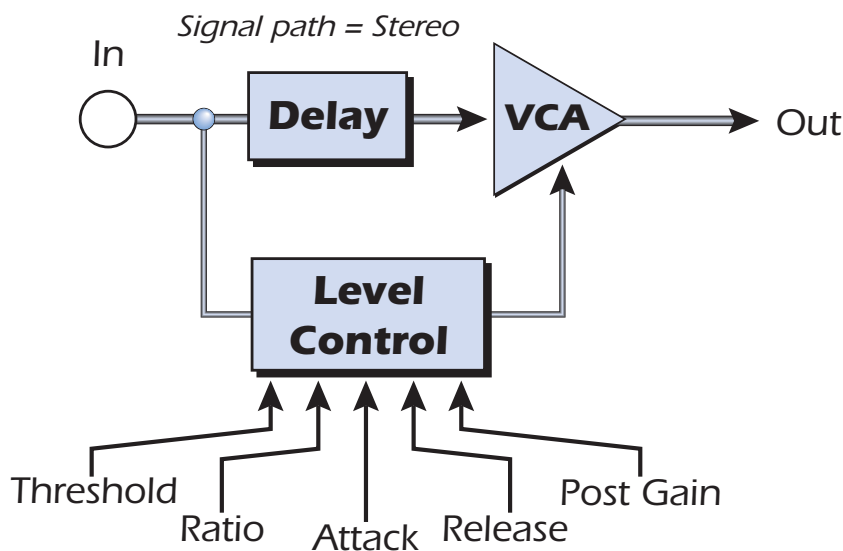 Signal path = Stereo
In
Delay
VCA
Out
Level
Control
Threshold
Ratio
Attack
Release
Post Gain